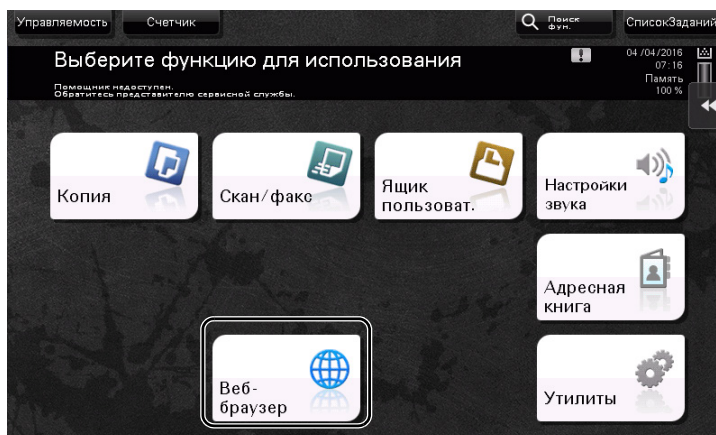 Управляемость
Счетчик
Поиск
фун.
СписокЗаданий
Выберите функцию для использования
04/04/2016
07:16
Память
100 %
Помощник недоступен.
Обратитесь представителю сервисной службы.
Копия
Скан/факс
Ящик
пользоват.
Настройки
звука
Адресная
книга
Веб-
браузер
Утилиты